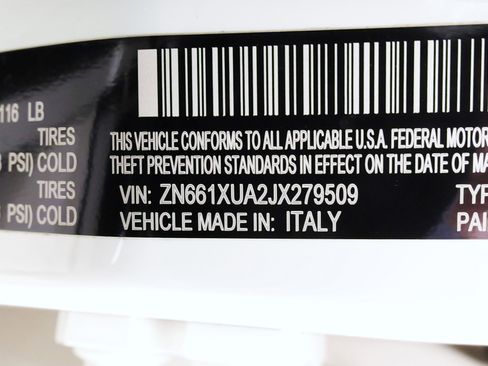 116 LB
TIRES
PSI) COLD
TIRES
PSI) COLD
THIS VEHICLE CONFORMS TO ALL APPLICABLE U.S.A. FEDERAL MOTOR
THEFT PREVENTION STANDARDS IN EFFECT ON THE DATE OF MA
VIN: ZN661XUA2JX279509 TYP
VEHICLE MADE IN: ITALY PAI